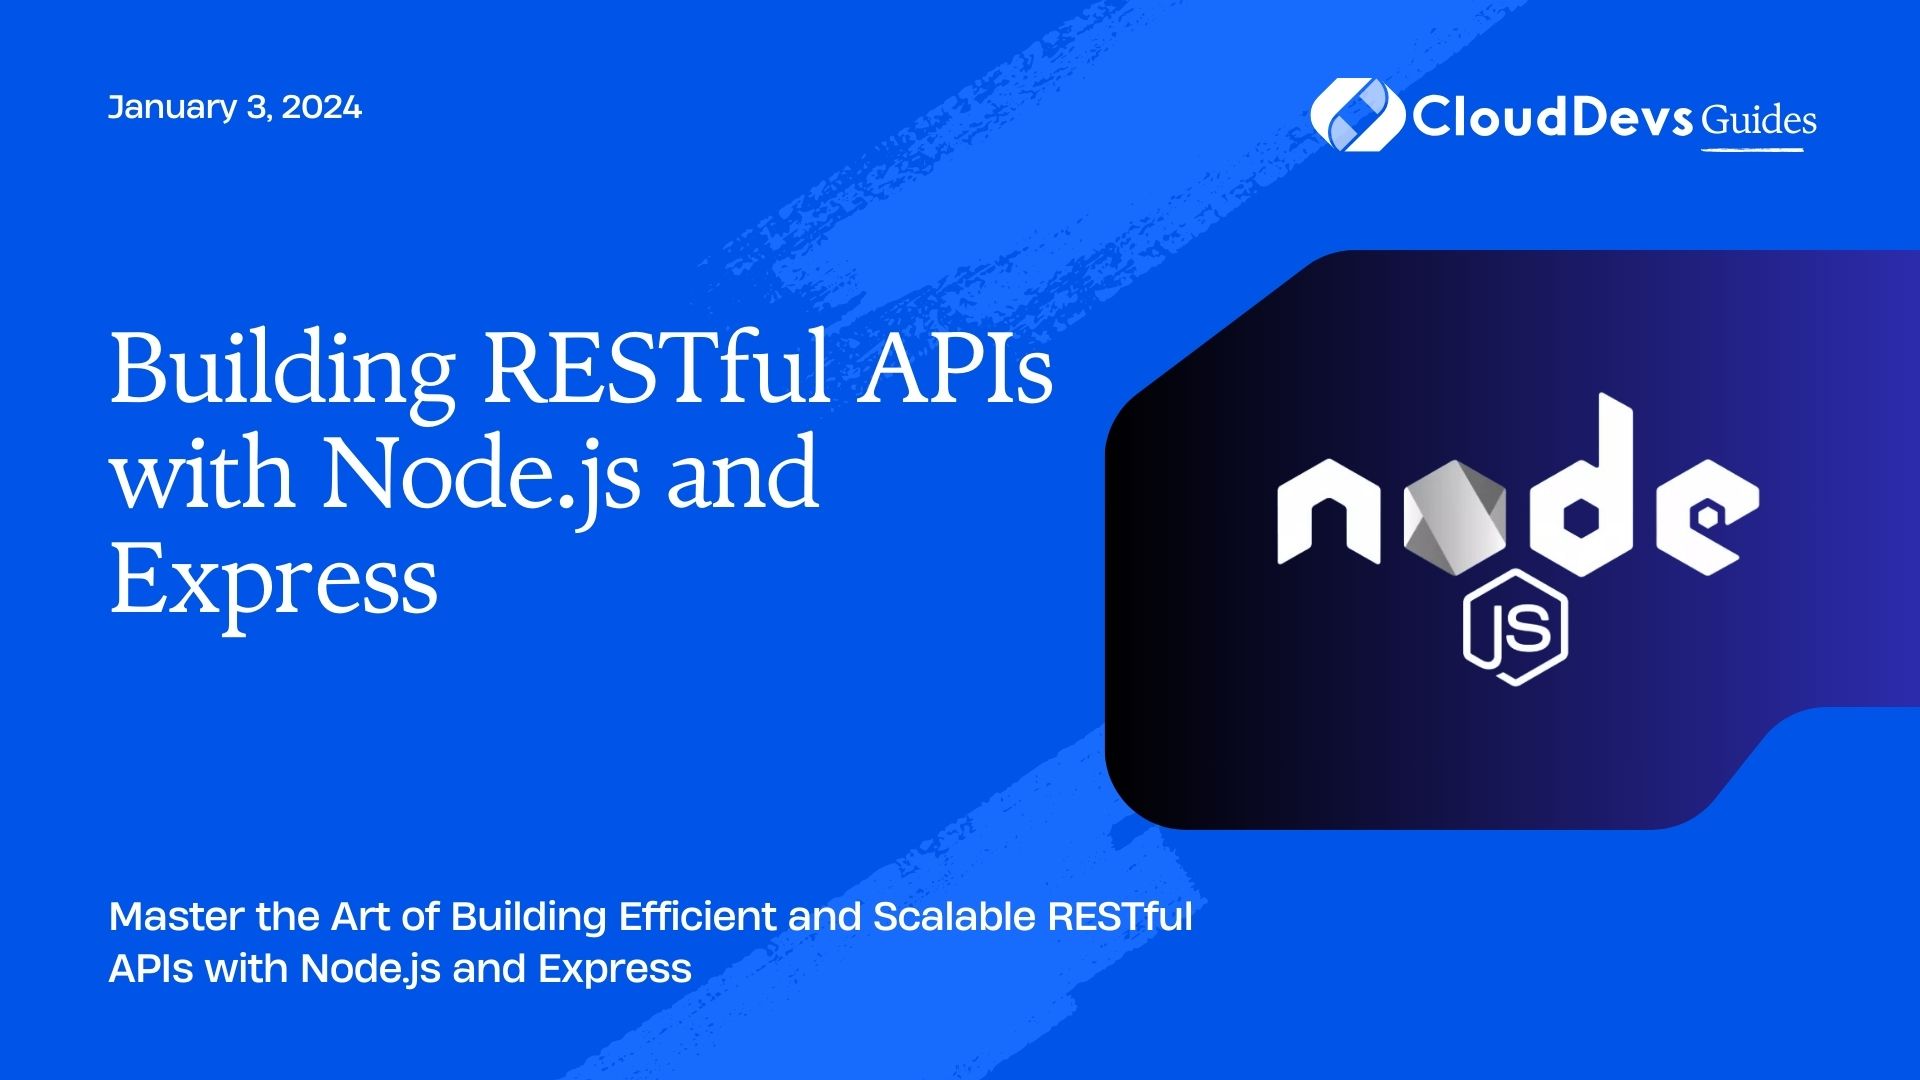 January 3, 2024
CloudDevs Guides
Building RESTful APIs
with Node.js and
Express
node
JS
Master the Art of Building Efficient and Scalable RESTful
APIs with Node.js and Express